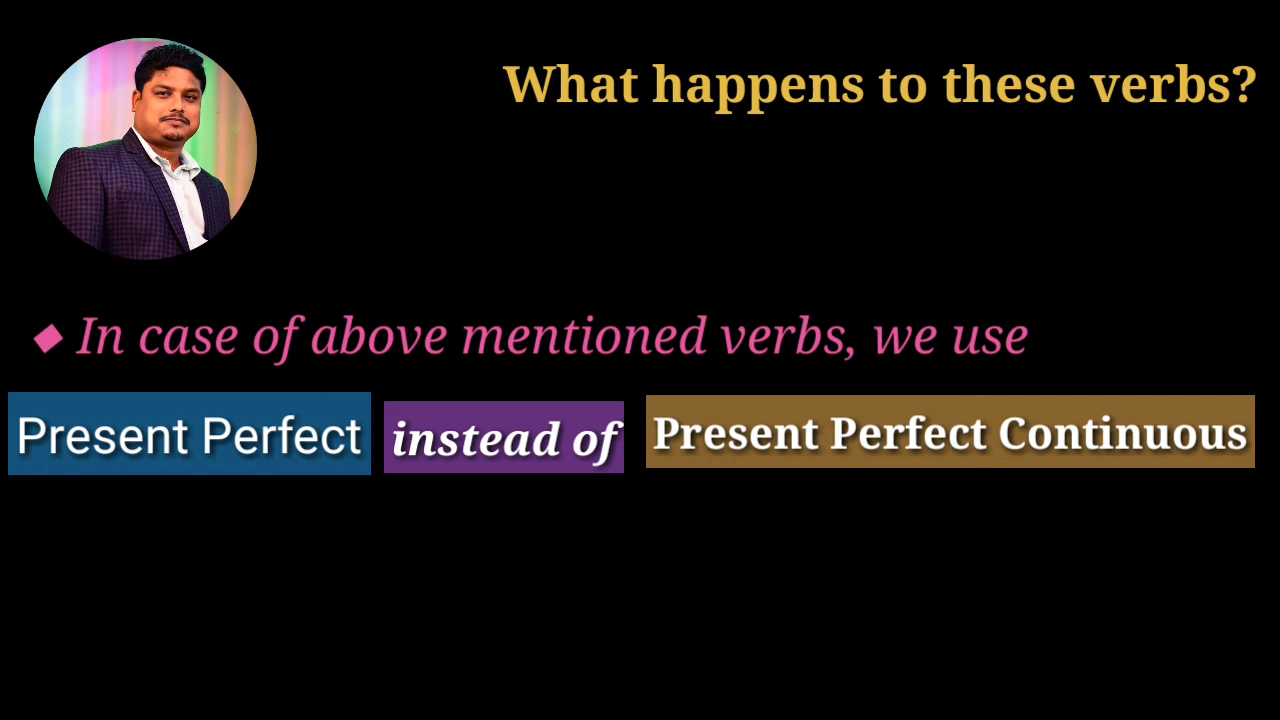 What happens to these verbs?
◆ In case of above mentioned verbs, we use
Present Perfect instead of Present Perfect Continuous